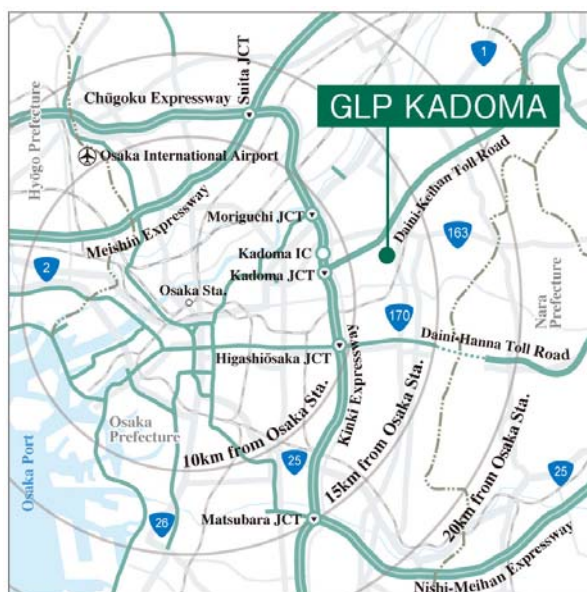 1
Suita JCT
Chūgoku Expressway
GLP KADOMA
Hyōgo Prefecture
Osaka International Airport
Meishin Expressway
Moriguchi JCT
Daini-Keihan Toll Road
163
Kadoma IC
Kadoma JCT
2
Osaka Sta.
170
Nara
Prefecture
Daini-Hanna Toll Road
Higashiōsaka JCT
Kinki Expressway
Osaka
Prefecture
10km from Osaka Sta.
15km from Osaka Sta.
20km from Osaka Sta.
Osaka Port
25
25
26
Matsubara JCT
Nishi-Meihan Expressway